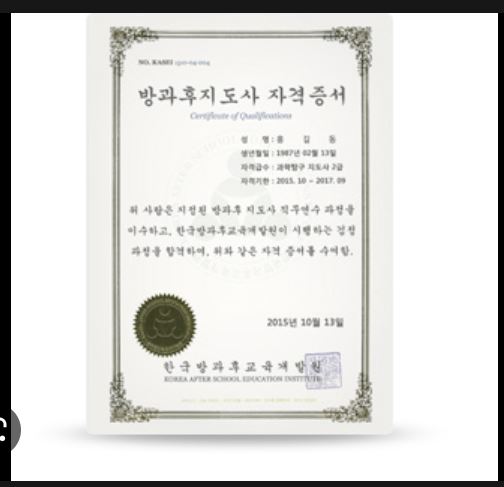 NO. KASEI
방과후지도사 자격증서
Certificate of Qualifications
성 명 : 홍 길 동
생년월일 : 1987년 02월 13일
자격급수 : 과학탐구 지도사 2급
자격기한 : 2015. 10 ~ 2017. 09
위 사람은 지정된 방과후 지도사 직무연수 과정을
이수하고, 한국방과후교육개발원이 시행하는 검정
과정을 합격하여, 위와 같은 자격 증서를 수여함.
2015년 10월 13일
한국방과후교육개발원
KOREA AFTER SCHOOL EDUCATION INSTITUTE